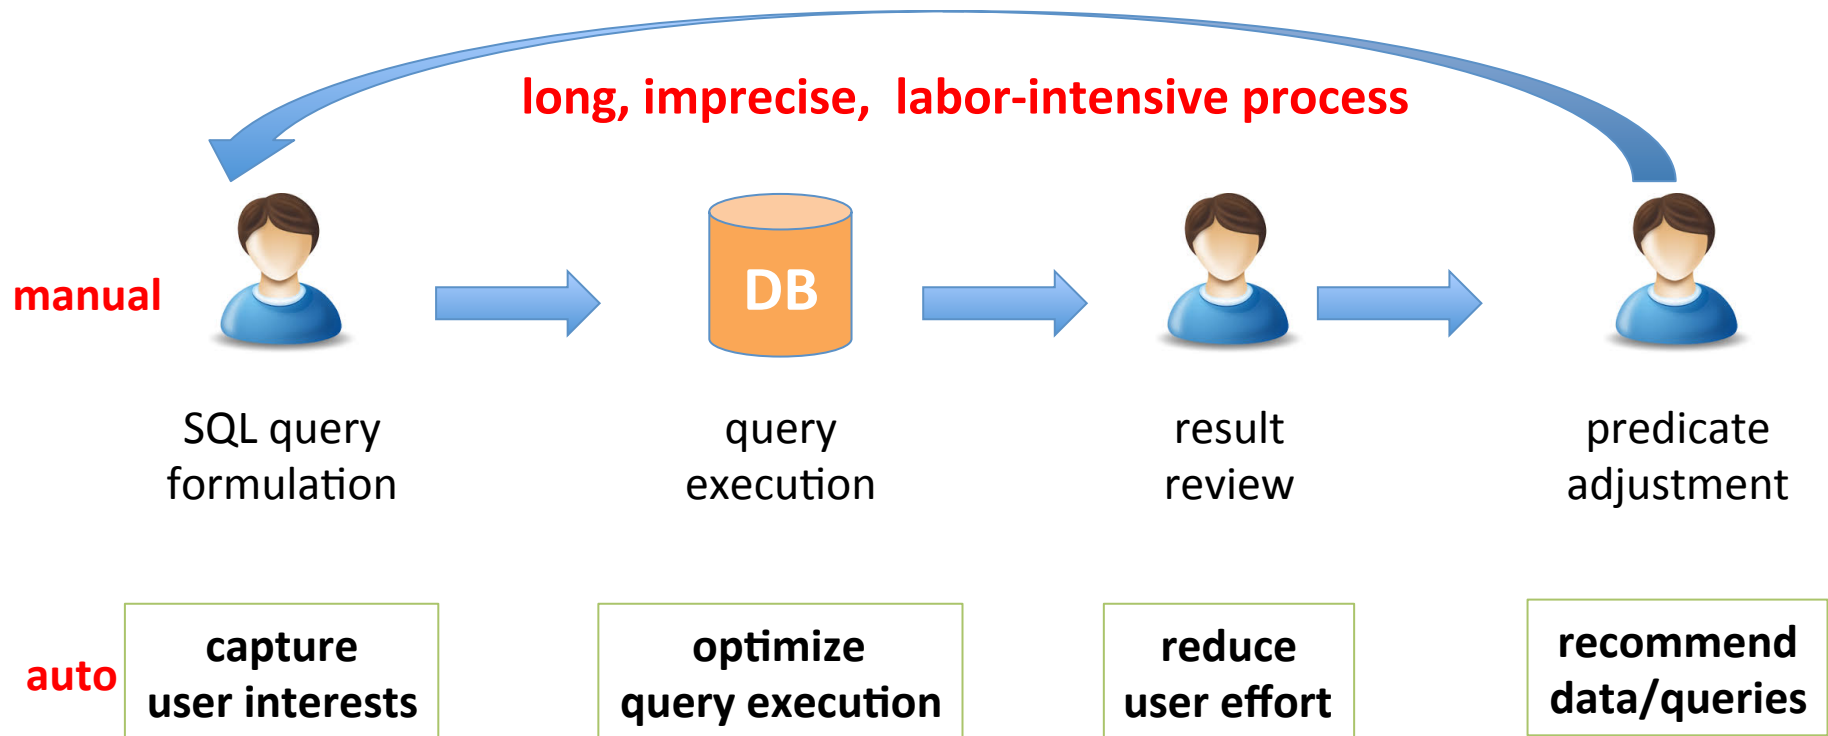 long, imprecise, labor-intensive process
manual
DB
SQL query
formulation
query
execution
result
review
predicate
adjustment
auto
capture
user interests
optimize
query execution
reduce
user effort
recommend
data/queries